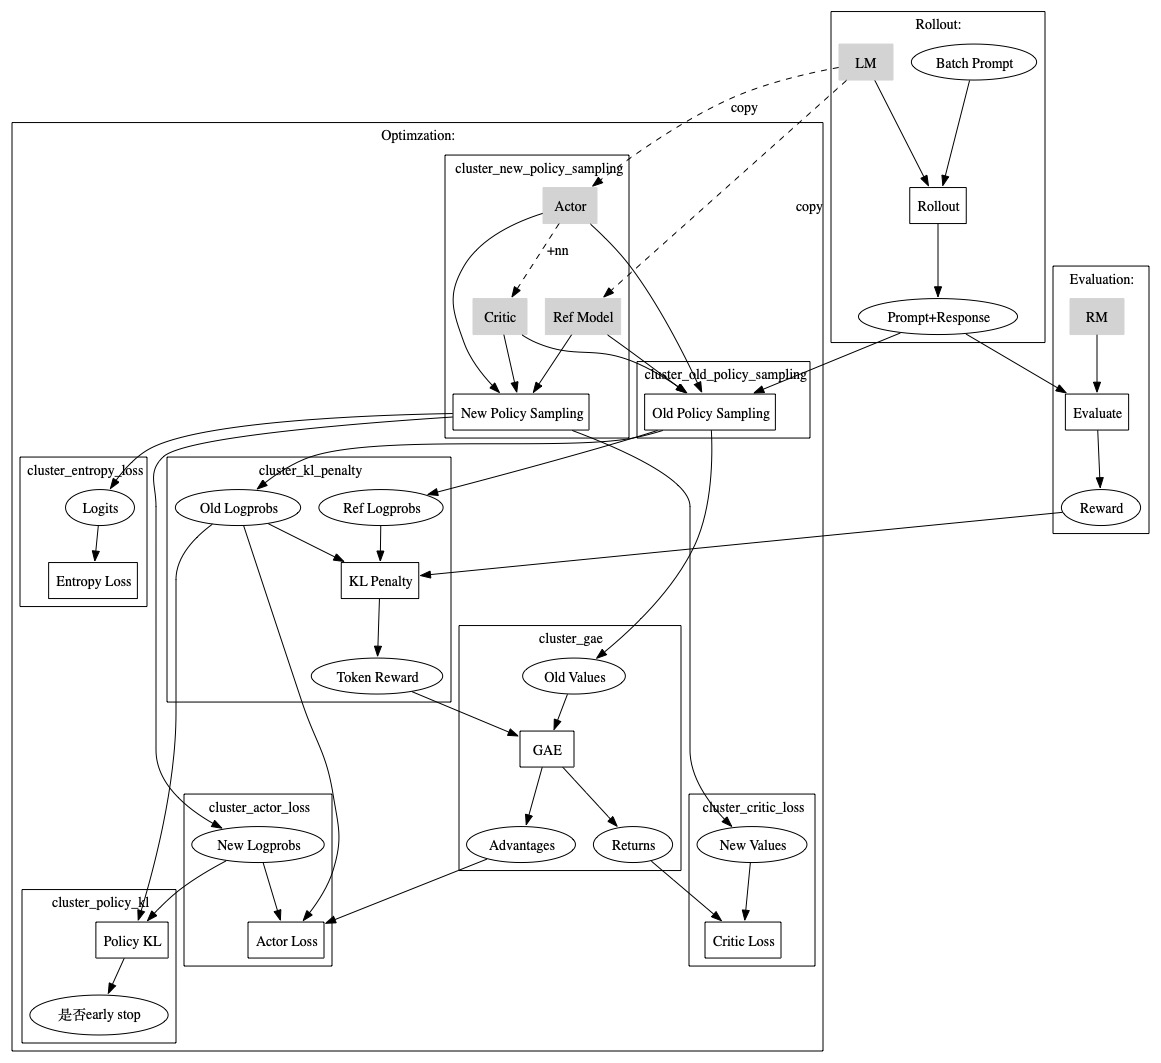 Rollout:
LM
Batch Prompt
copy
Optimzation:
cluster_new_policy_sampling
Actor
copy
Rollout
+nn
Evaluation:
Critic
Ref Model
Prompt+Response
RM
cluster_old_policy_sampling
New Policy Sampling
Old Policy Sampling
Evaluate
cluster_entropy_loss
cluster_kl_penalty
Logits
Old Logprobs
Ref Logprobs
Reward
Entropy Loss
KL Penalty
cluster_gae
Token Reward
Old Values
GAE
cluster_actor_loss
cluster_critic_loss
New Logprobs
Advantages
Returns
New Values
cluster_policy_kl
Policy KL
Actor Loss
Critic Loss
是否early stop